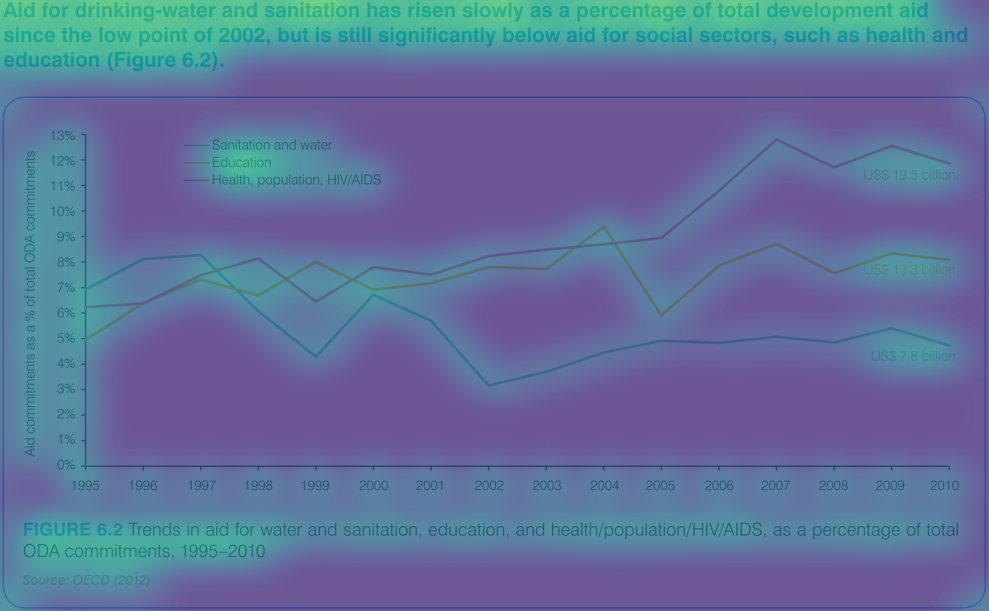 Aid for drinking-water and sanitation has risen slowly as a percentage of total development aid
since the low point of 2002, but is still significantly below aid for social sectors, such as health and
education (Figure 6.2).
Aid commitments as a % of total ODA commitments
13%
12%
11%
10%
9%
8%
7%
6%
5%
4%
3%
2%
1%
0%
Sanitation and water
Education
Health, population, HIV/AIDS
US$ 19.5 billion
US$ 13.3 billion
US$ 7.8 billion
1995 1996 1997 1998 1999 2000 2001 2002 2003 2004 2005 2006 2007 2008 2009 2010
FIGURE 6.2 Trends in aid for water and sanitation, education, and health/population/HIV/AIDS, as a percentage of total
ODA commitments, 1995–2010
Source: OECD (2012)